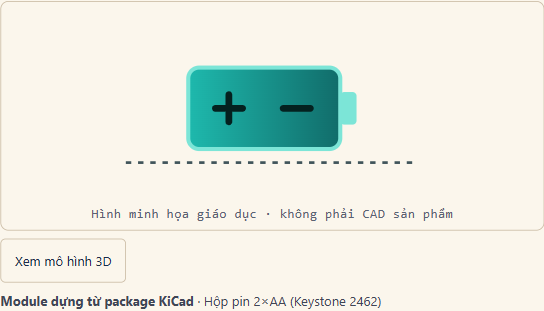 Hình minh họa giáo dục · không phải CAD sản phẩm
Xem mô hình 3D
Module dựng từ package KiCad · Hộp pin 2×AA (Keystone 2462)